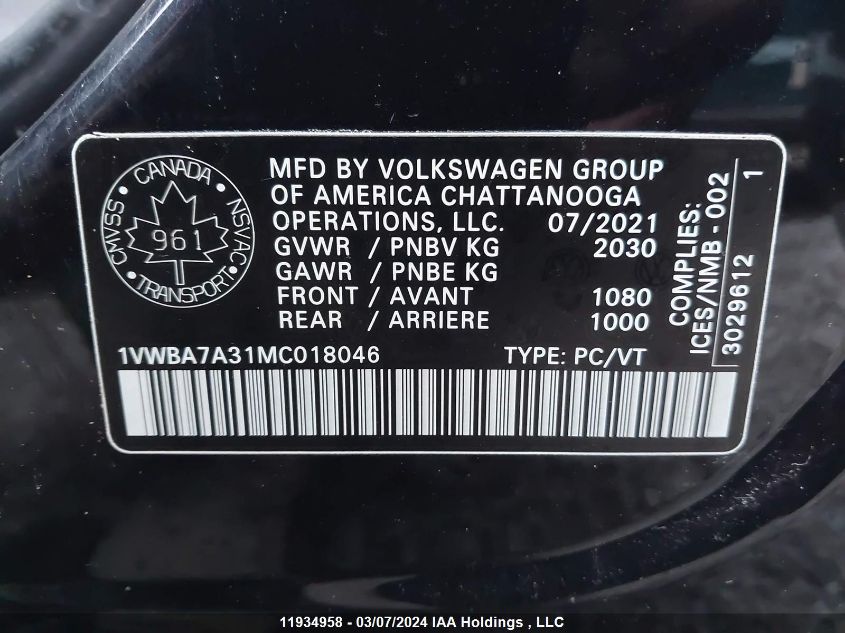 CANADA
CMVSS
NSVAC
961
TRANSPORT
MFD BY VOLKSWAGEN GROUP
OF AMERICA CHATTANOOGA
OPERATIONS, LLC. 07/2021
GVWR / PNBV KG 2030
GAWR / PNBE KG
FRONT / AVANT 1080
REAR / ARRIERE 1000
1VWBA7A31MC018046 TYPE: PC/VT
COMPLIES:
ICES/NMB - 002
3029612 1
11934958 - 03/07/2024 IAA Holdings , LLC